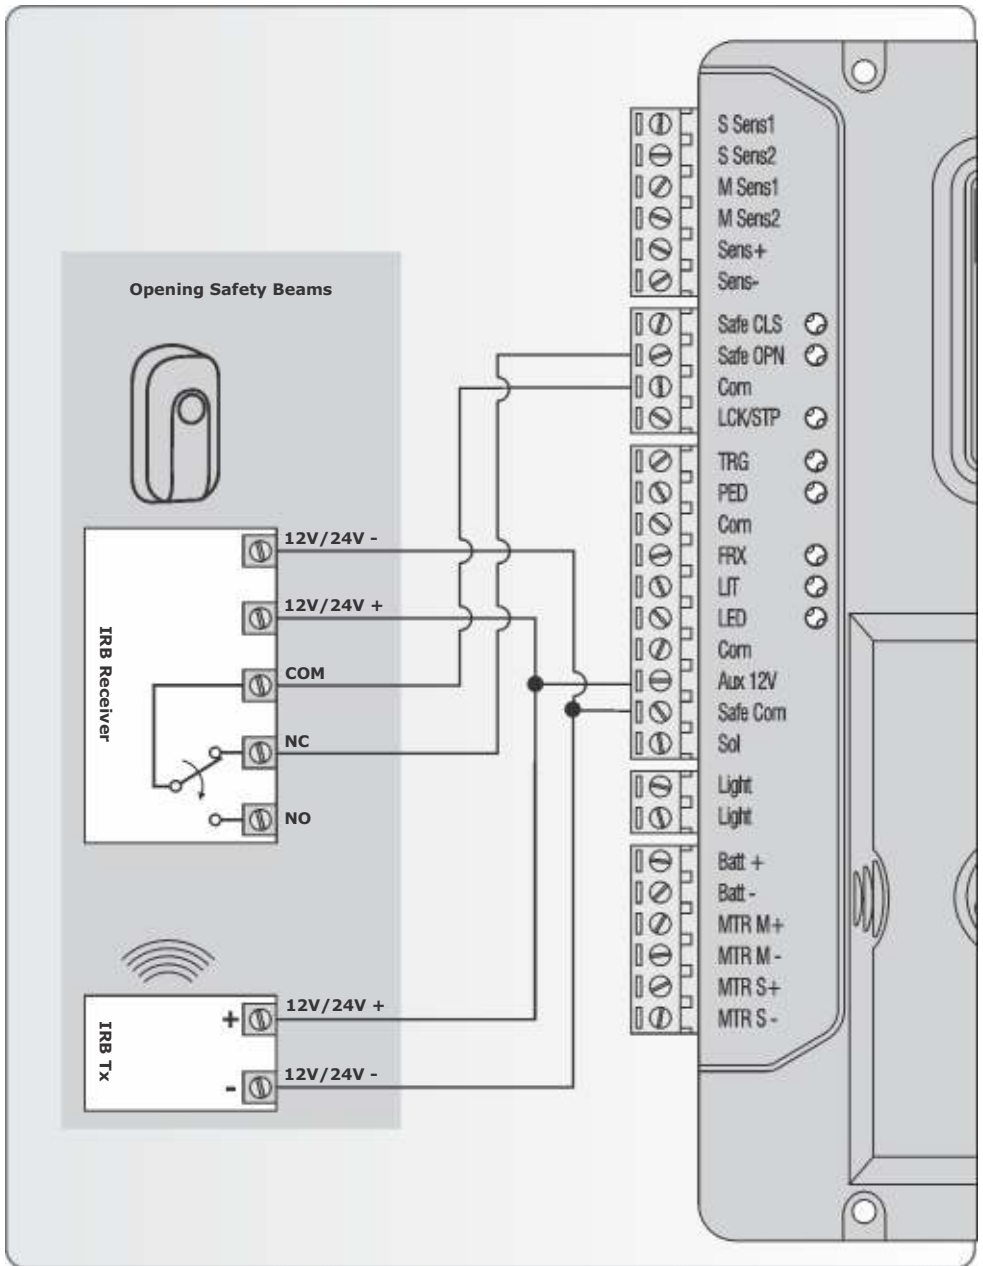 Opening Safety Beams
IRB Receiver
12V/24V -
12V/24V +
COM
NC
NO
IRB Tx
+
12V/24V +
-
12V/24V -
S Sens1
S Sens2
M Sens1
M Sens2
Sens+
Sens-
Safe CLS
Safe OPN
Com
LCK/STP
TRG
PED
Com
FRX
LIT
LED
Com
Aux 12V
Safe Com
Sol
Light
Light
Batt +
Batt -
MTR M+
MTR M -
MTR S+
MTR S -